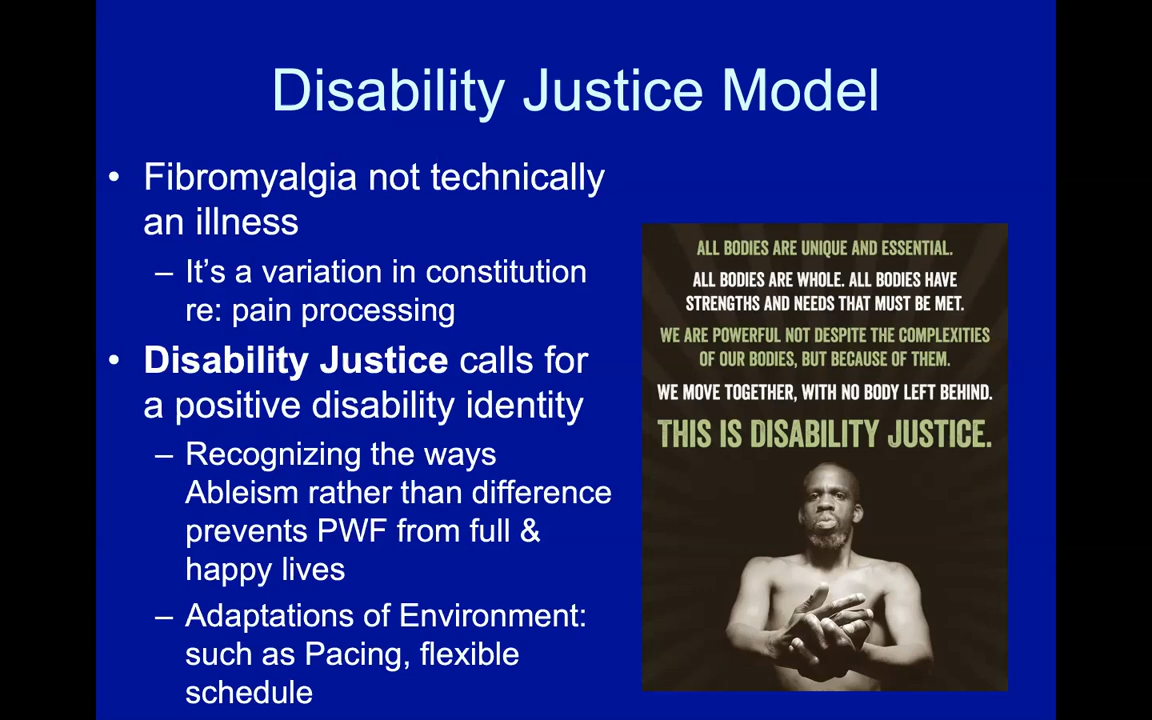 Disability Justice Model
• Fibromyalgia not technically
an illness
– It’s a variation in constitution
re: pain processing
• Disability Justice calls for
a positive disability identity
– Recognizing the ways
Ableism rather than difference
prevents PWF from full &
happy lives
– Adaptations of Environment:
such as Pacing, flexible
schedule
ALL BODIES ARE UNIQUE AND ESSENTIAL.
ALL BODIES ARE WHOLE. ALL BODIES HAVE
STRENGTHS AND NEEDS THAT MUST BE MET.
WE ARE POWERFUL NOT DESPITE THE COMPLEXITIES
OF OUR BODIES, BUT BECAUSE OF THEM.
WE MOVE TOGETHER, WITH NO BODY LEFT BEHIND.
THIS IS DISABILITY JUSTICE.